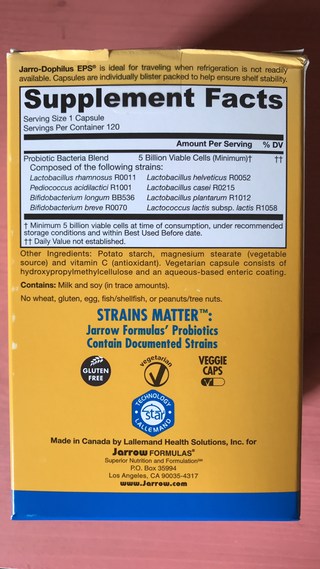 Jarro-Dophilus EPS® is ideal for traveling when refrigeration is not readily
available. Capsules are individually blister packed to help ensure shelf stability.
Supplement Facts
Serving Size 1 Capsule
Servings Per Container 120
Amount Per Serving % DV
Probiotic Bacteria Blend 5 Billion Viable Cells (Minimum)† ††
Composed of the following strains:
Lactobacillus rhamnosus R0011 Lactobacillus helveticus R0052
Pediococcus acidilactici R1001 Lactobacillus casei R0215
Bifidobacterium longum BB536 Lactobacillus plantarum R1012
Bifidobacterium breve R0070 Lactococcus lactis subsp. lactis R1058
† Minimum 5 billion viable cells at time of consumption, under recommended
storage conditions and within Best Used Before date.
†† Daily Value not established.
Other Ingredients: Potato starch, magnesium stearate (vegetable
source) and vitamin C (antioxidant). Vegetarian capsule consists of
hydroxypropylmethylcellulose and an aqueous-based enteric coating.
Contains: Milk and soy (in trace amounts).
No wheat, gluten, egg, fish/shellfish, or peanuts/tree nuts.
STRAINS MATTER™:
Jarrow Formulas' Probiotics
Contain Documented Strains
GLUTEN
FREE
vegetarian
VEGGIE
CAPS
TECHNOLOGY
star
LALLEMAND
Made in Canada by Lallemand Health Solutions, Inc. for
Jarrow FORMULAS®
Superior Nutrition and Formulation℠
P.O. Box 35994
Los Angeles, CA 90035-4317
www.Jarrow.com